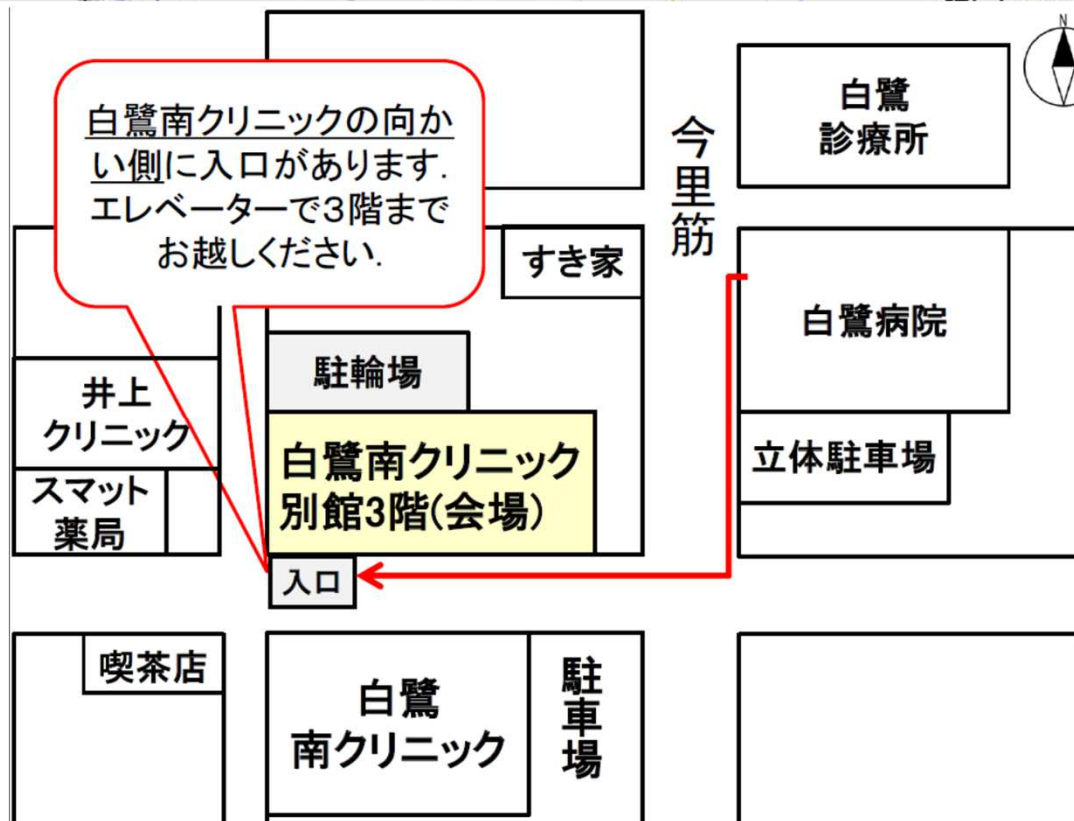 N
白鷺南クリニックの向か
い側に入口があります.
エレベーターで3階まで
お越しください.
今里筋
白鷺
診療所
すき家
白鷺病院
駐輪場
井上
クリニック
白鷺南クリニック
別館3階(会場)
立体駐車場
スマット
薬局
入口
喫茶店
白鷺
南クリニック
駐車場